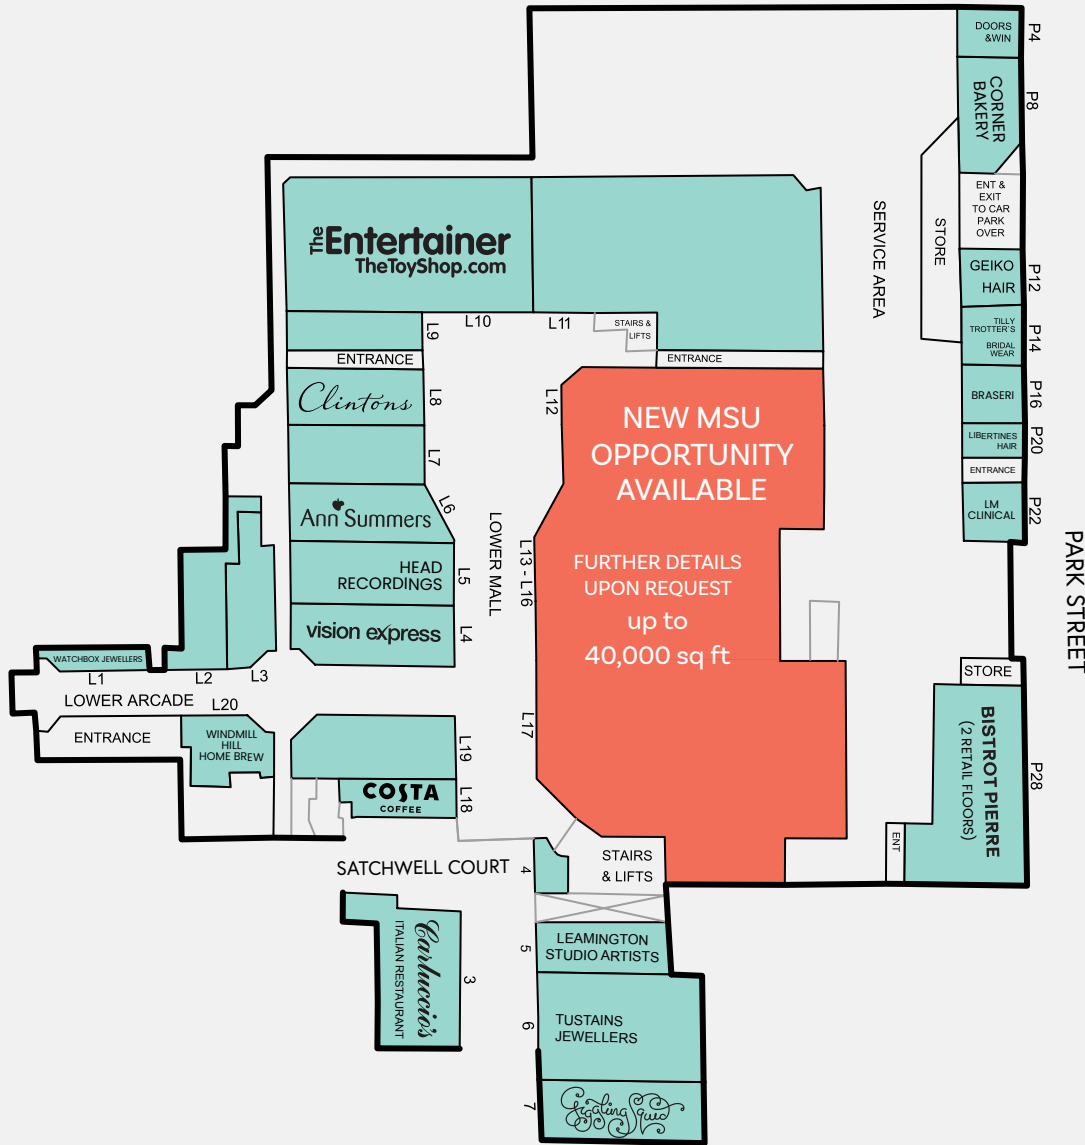 DOORS
&WIN
P4
CORNER
BAKERY
P8
ENT &
EXIT
TO CAR
PARK
OVER
STORE
SERVICE AREA
GEIKO
HAIR
P12
TILLY
TROTTER'S
BRIDAL
WEAR
P14
BRASERI
P16
LIBERTINES
HAIR
P20
ENTRANCE
LM
CLINICAL
P22
PARK STREET
STORE
BISTROT PIERRE
(2 RETAIL FLOORS)
P28
ENT
The Entertainer
TheToyShop.com
L10
L11
STAIRS &
LIFTS
ENTRANCE
L9
ENTRANCE
Clintons
L8
L7
Ann Summers
L6
HEAD
RECORDINGS
L5
vision express
L4
LOWER MALL
L12
L13 - L16
L17
NEW MSU
OPPORTUNITY
AVAILABLE
FURTHER DETAILS
UPON REQUEST
up to
40,000 sq ft
WATCHBOX JEWELLERS
L1
L2
L3
LOWER ARCADE
L20
ENTRANCE
WINDMILL
HILL
HOME BREW
L19
COSTA
COFFEE
L18
SATCHWELL COURT
4
STAIRS
& LIFTS
Carluccio's
ITALIAN RESTAURANT
3
LEAMINGTON
STUDIO ARTISTS
5
TUSTAINS
JEWELLERS
6
Giggling Squid
7